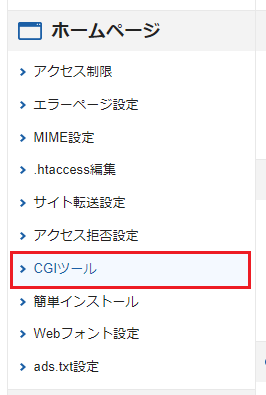 ホームページ
アクセス制限
エラーページ設定
MIME設定
.htaccess編集
サイト転送設定
アクセス拒否設定
CGIツール
簡単インストール
Webフォント設定
ads.txt設定